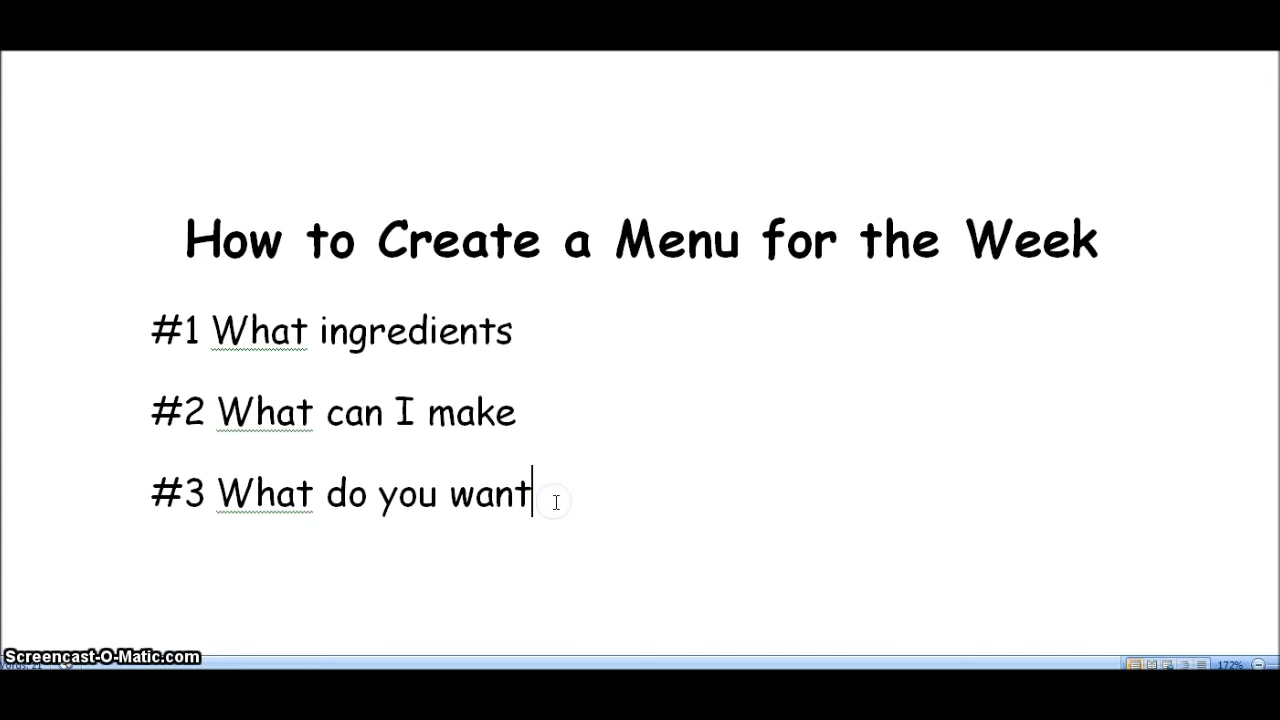 How to Create a Menu for the Week
#1 What ingredients
#2 What can I make
#3 What do you want
Screencast-O-Matic.com
172%